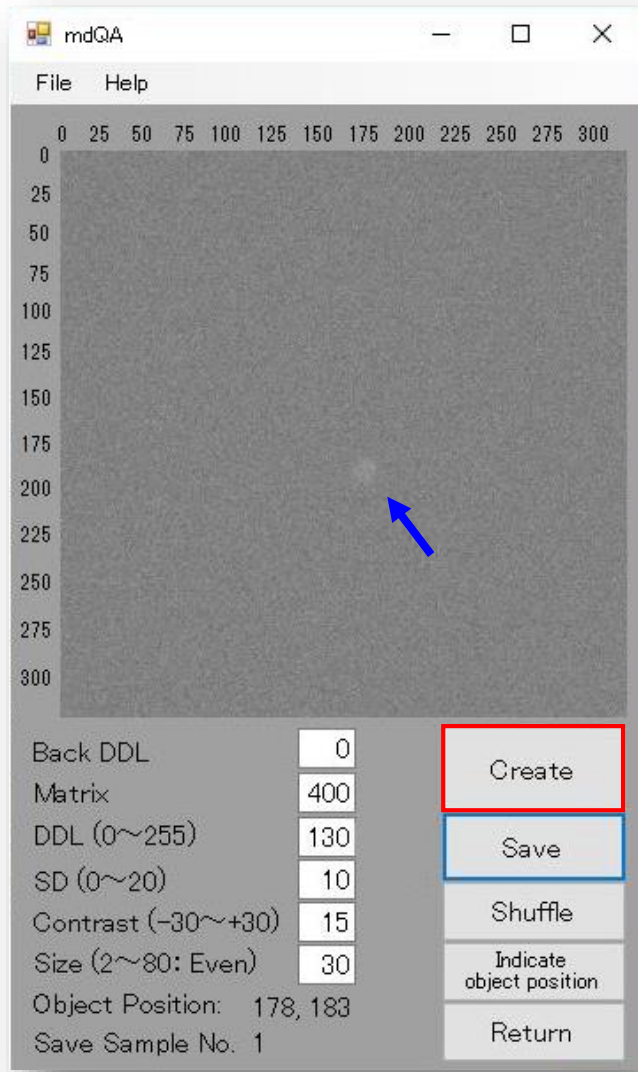 mdQA
File Help
0 25 50 75 100 125 150 175 200 225 250 275 300
0
25
50
75
100
125
150
175
200
225
250
275
300
Back DDL 0
Matrix 400
DDL (0～255) 130
SD (0～20) 10
Contrast (-30～+30) 15
Size (2～80: Even) 30
Object Position: 178, 183
Save Sample No. 1
Create
Save
Shuffle
Indicate
object position
Return